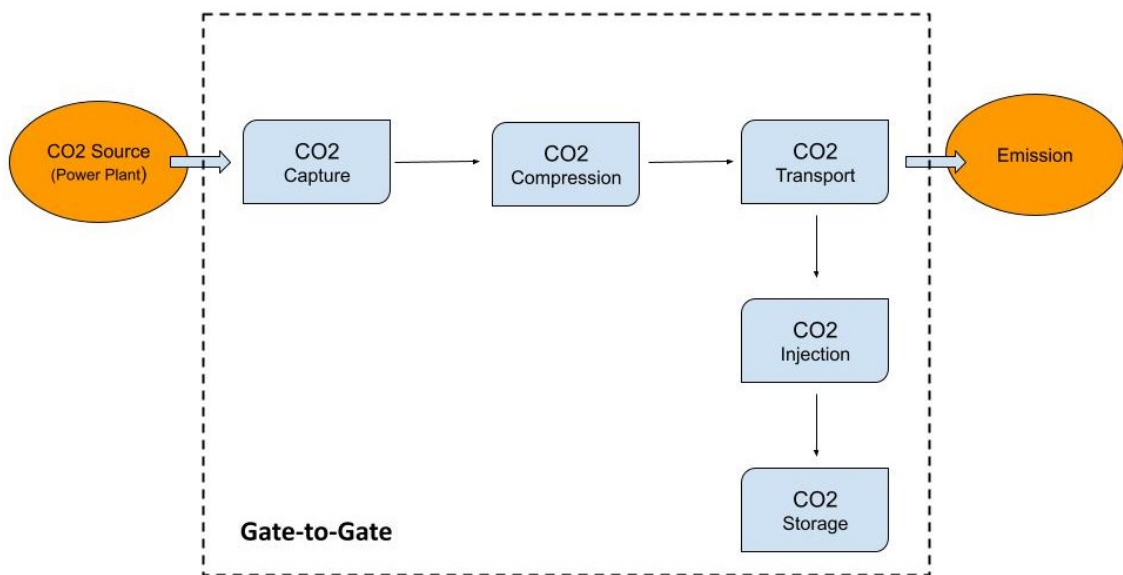 CO2 Source
(Power Plant)
CO2
Capture
CO2
Compression
CO2
Transport
Emission
CO2
Injection
CO2
Storage
Gate-to-Gate